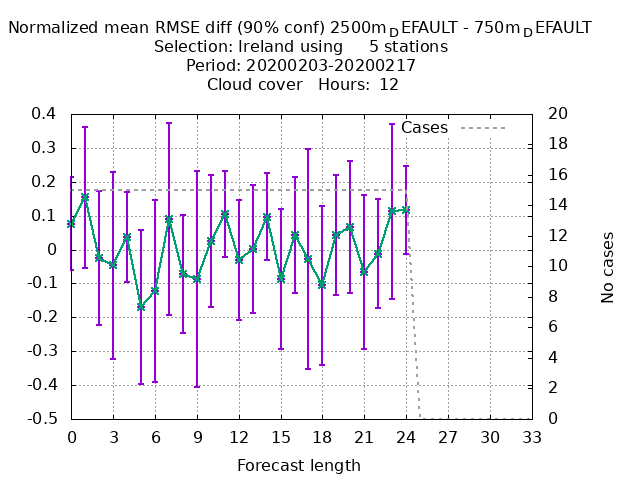 Normalized mean RMSE diff (90% conf) 2500m_DEFAULT - 750m_DEFAULT
Selection: Ireland using 5 stations
Period: 20200203-20200217
Cloud cover Hours: 12
0.4
0.3
0.2
0.1
0
-0.1
-0.2
-0.3
-0.4
-0.5
Cases
20
18
16
14
12
10
8
6
4
2
0
No cases
0 3 6 9 12 15 18 21 24 27 30 33
Forecast length